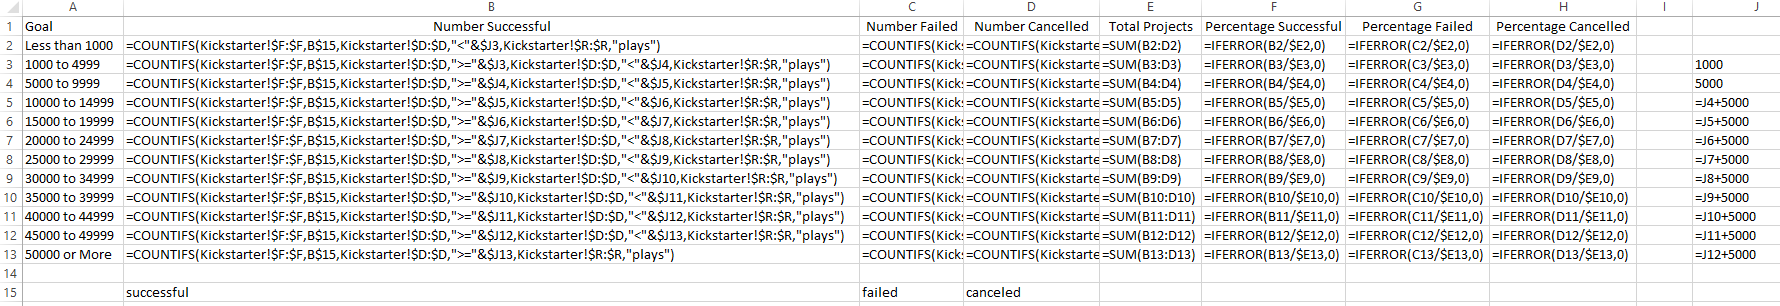 A B C D E F G H I J
1 Goal Number Successful Number Failed Number Cancelled Total Projects Percentage Successful Percentage Failed Percentage Cancelled
2 Less than 1000 =COUNTIFS(Kickstarter!$F:$F,B$15,Kickstarter!$D:$D,"<"&$J3,Kickstarter!$R:$R,"plays") =COUNTIFS(Kicks =COUNTIFS(Kickstarte =SUM(B2:D2) =IFERROR(B2/$E2,0) =IFERROR(C2/$E2,0) =IFERROR(D2/$E2,0)
3 1000 to 4999 =COUNTIFS(Kickstarter!$F:$F,B$15,Kickstarter!$D:$D,">="&$J3,Kickstarter!$D:$D,"<"&$J4,Kickstarter!$R:$R,"plays") =COUNTIFS(Kicks =COUNTIFS(Kickstarte =SUM(B3:D3) =IFERROR(B3/$E3,0) =IFERROR(C3/$E3,0) =IFERROR(D3/$E3,0) 1000
4 5000 to 9999 =COUNTIFS(Kickstarter!$F:$F,B$15,Kickstarter!$D:$D,">="&$J4,Kickstarter!$D:$D,"<"&$J5,Kickstarter!$R:$R,"plays") =COUNTIFS(Kicks =COUNTIFS(Kickstarte =SUM(B4:D4) =IFERROR(B4/$E4,0) =IFERROR(C4/$E4,0) =IFERROR(D4/$E4,0) 5000
5 10000 to 14999 =COUNTIFS(Kickstarter!$F:$F,B$15,Kickstarter!$D:$D,">="&$J5,Kickstarter!$D:$D,"<"&$J6,Kickstarter!$R:$R,"plays") =COUNTIFS(Kicks =COUNTIFS(Kickstarte =SUM(B5:D5) =IFERROR(B5/$E5,0) =IFERROR(C5/$E5,0) =IFERROR(D5/$E5,0) =J4+5000
6 15000 to 19999 =COUNTIFS(Kickstarter!$F:$F,B$15,Kickstarter!$D:$D,">="&$J6,Kickstarter!$D:$D,"<"&$J7,Kickstarter!$R:$R,"plays") =COUNTIFS(Kicks =COUNTIFS(Kickstarte =SUM(B6:D6) =IFERROR(B6/$E6,0) =IFERROR(C6/$E6,0) =IFERROR(D6/$E6,0) =J5+5000
7 20000 to 24999 =COUNTIFS(Kickstarter!$F:$F,B$15,Kickstarter!$D:$D,">="&$J7,Kickstarter!$D:$D,"<"&$J8,Kickstarter!$R:$R,"plays") =COUNTIFS(Kicks =COUNTIFS(Kickstarte =SUM(B7:D7) =IFERROR(B7/$E7,0) =IFERROR(C7/$E7,0) =IFERROR(D7/$E7,0) =J6+5000
8 25000 to 29999 =COUNTIFS(Kickstarter!$F:$F,B$15,Kickstarter!$D:$D,">="&$J8,Kickstarter!$D:$D,"<"&$J9,Kickstarter!$R:$R,"plays") =COUNTIFS(Kicks =COUNTIFS(Kickstarte =SUM(B8:D8) =IFERROR(B8/$E8,0) =IFERROR(C8/$E8,0) =IFERROR(D8/$E8,0) =J7+5000
9 30000 to 34999 =COUNTIFS(Kickstarter!$F:$F,B$15,Kickstarter!$D:$D,">="&$J9,Kickstarter!$D:$D,"<"&$J10,Kickstarter!$R:$R,"plays") =COUNTIFS(Kicks =COUNTIFS(Kickstarte =SUM(B9:D9) =IFERROR(B9/$E9,0) =IFERROR(C9/$E9,0) =IFERROR(D9/$E9,0) =J8+5000
10 35000 to 39999 =COUNTIFS(Kickstarter!$F:$F,B$15,Kickstarter!$D:$D,">="&$J10,Kickstarter!$D:$D,"<"&$J11,Kickstarter!$R:$R,"plays") =COUNTIFS(Kicks =COUNTIFS(Kickstarte =SUM(B10:D10) =IFERROR(B10/$E10,0) =IFERROR(C10/$E10,0) =IFERROR(D10/$E10,0) =J9+5000
11 40000 to 44999 =COUNTIFS(Kickstarter!$F:$F,B$15,Kickstarter!$D:$D,">="&$J11,Kickstarter!$D:$D,"<"&$J12,Kickstarter!$R:$R,"plays") =COUNTIFS(Kicks =COUNTIFS(Kickstarte =SUM(B11:D11) =IFERROR(B11/$E11,0) =IFERROR(C11/$E11,0) =IFERROR(D11/$E11,0) =J10+5000
12 45000 to 49999 =COUNTIFS(Kickstarter!$F:$F,B$15,Kickstarter!$D:$D,">="&$J12,Kickstarter!$D:$D,"<"&$J13,Kickstarter!$R:$R,"plays") =COUNTIFS(Kicks =COUNTIFS(Kickstarte =SUM(B12:D12) =IFERROR(B12/$E12,0) =IFERROR(C12/$E12,0) =IFERROR(D12/$E12,0) =J11+5000
13 50000 or More =COUNTIFS(Kickstarter!$F:$F,B$15,Kickstarter!$D:$D,">="&$J13,Kickstarter!$R:$R,"plays") =COUNTIFS(Kicks =COUNTIFS(Kickstarte =SUM(B13:D13) =IFERROR(B13/$E13,0) =IFERROR(C13/$E13,0) =IFERROR(D13/$E13,0) =J12+5000
14
15 successful failed canceled